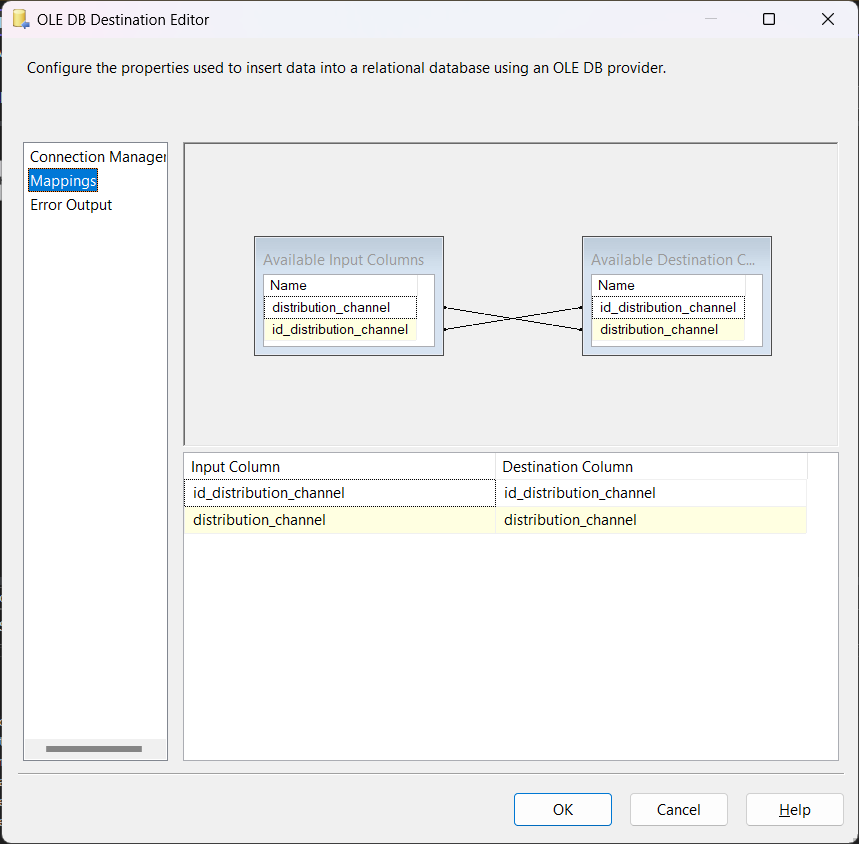 OLE DB Destination Editor
Configure the properties used to insert data into a relational database using an OLE DB provider.
Connection Manager
Mappings
Error Output
Available Input Columns
Name
distribution_channel
id_distribution_channel
Available Destination C...
Name
id_distribution_channel
distribution_channel
Input Column Destination Column
id_distribution_channel id_distribution_channel
distribution_channel distribution_channel
OK Cancel Help